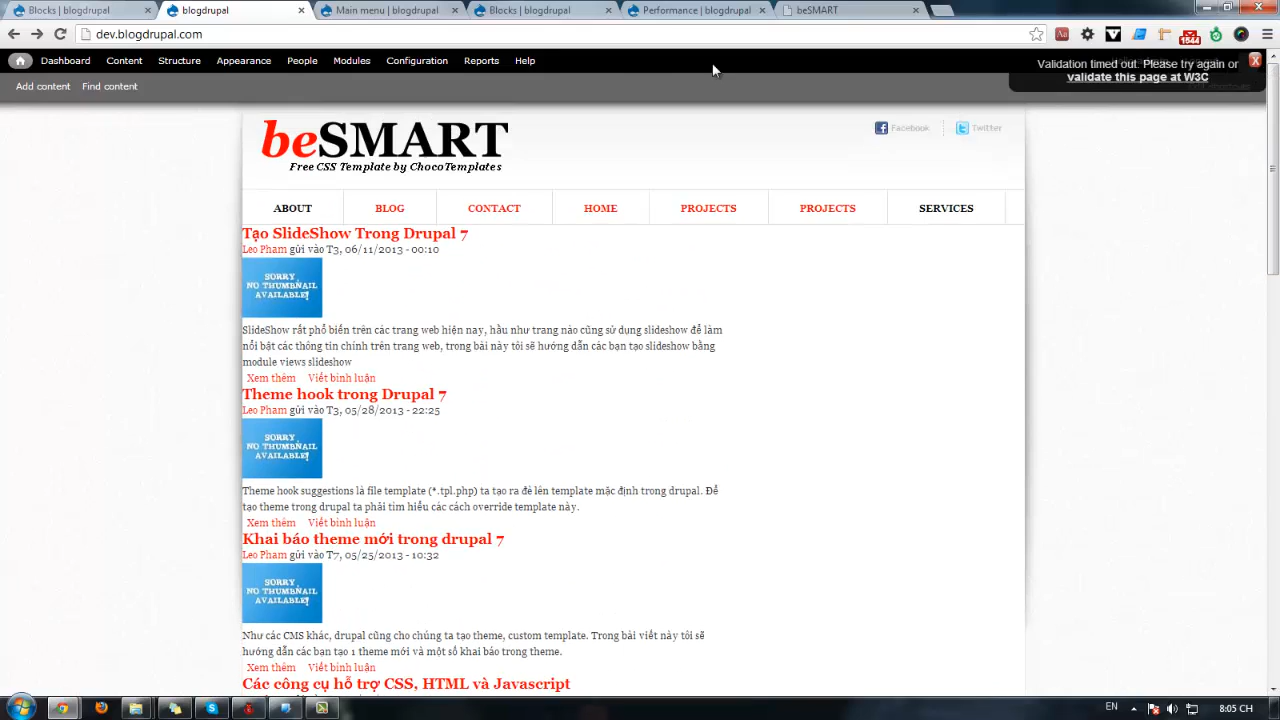 Blocks | blogdrupal
blogdrupal
Main menu | blogdrupal
Blocks | blogdrupal
Performance | blogdrupal
beSMART
dev.blogdrupal.com
1544
Dashboard Content Structure Appearance People Modules Configuration Reports Help
Validation timed out. Please try again or
validate this page at W3C
X
Add content Find content
beSMART
Free CSS Template by ChocoTemplates
Facebook
Twitter
ABOUT BLOG CONTACT HOME PROJECTS PROJECTS SERVICES
Tạo SlideShow Trong Drupal 7
Leo Pham gửi vào T3, 06/11/2013 - 00:10
SORRY,
NO THUMBNAIL
AVAILABLE!
SlideShow rất phổ biến trên các trang web hiện nay, hầu như trang nào cũng sử dụng slideshow để làm
nổi bật các thông tin chính trên trang web, trong bài này tôi sẽ hướng dẫn các bạn tạo slideshow bằng
module views slideshow
Xem thêm Viết bình luận
Theme hook trong Drupal 7
Leo Pham gửi vào T3, 05/28/2013 - 22:25
SORRY,
NO THUMBNAIL
AVAILABLE!
Theme hook suggestions là file template (*.tpl.php) ta tạo ra đè lên template mặc định trong drupal. Để
tạo theme trong drupal ta phải tìm hiểu các cách override template này.
Xem thêm Viết bình luận
Khai báo theme mới trong drupal 7
Leo Pham gửi vào T7, 05/25/2013 - 10:32
SORRY,
NO THUMBNAIL
AVAILABLE!
Như các CMS khác, drupal cũng cho chúng ta tạo theme, custom template. Trong bài viết này tôi sẽ
hướng dẫn các bạn tạo 1 theme mới và một số khai báo trong theme.
Xem thêm Viết bình luận
Các công cụ hỗ trợ CSS, HTML và Javascript
EN
8:05 CH